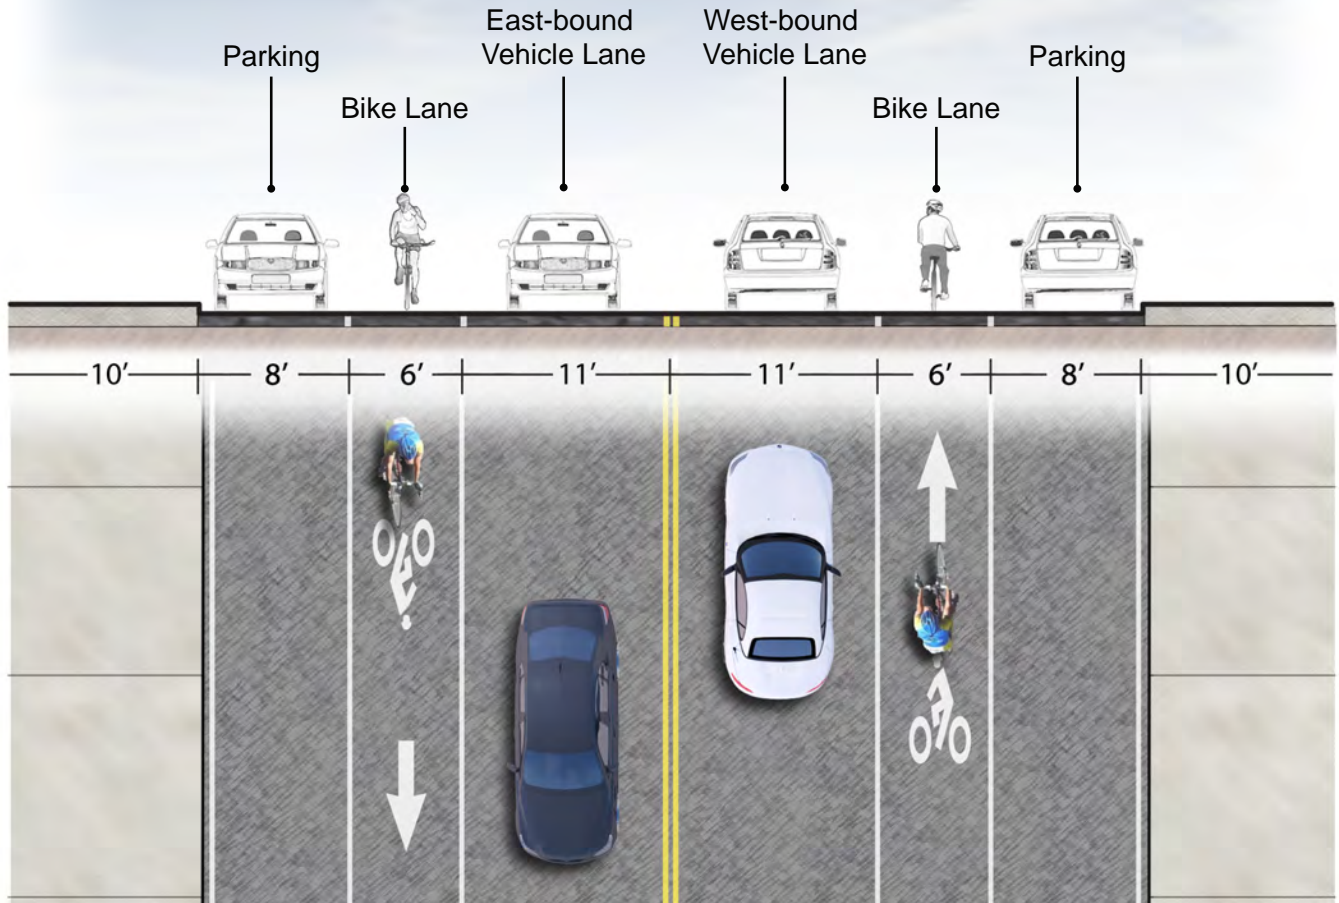 East-bound
Vehicle Lane
West-bound
Vehicle Lane
Parking
Parking
Bike Lane
Bike Lane
10’
8’
6’
11’
11’
6’
8’
10’